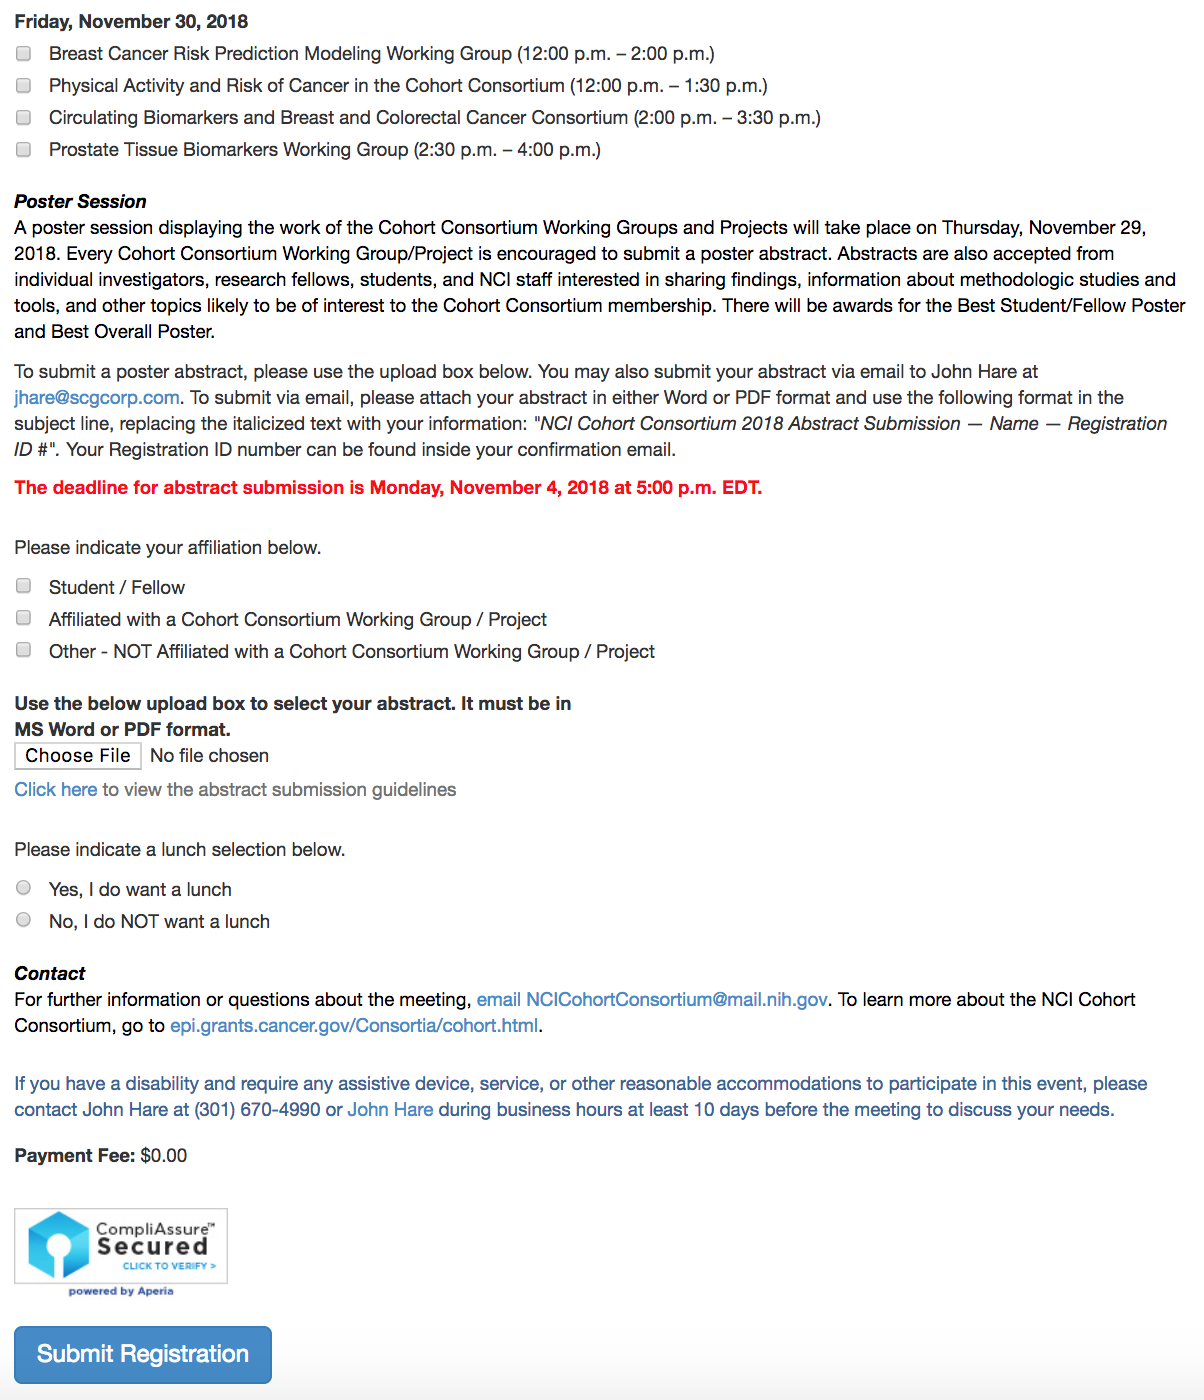 Friday, November 30, 2018
Breast Cancer Risk Prediction Modeling Working Group (12:00 p.m. – 2:00 p.m.)
Physical Activity and Risk of Cancer in the Cohort Consortium (12:00 p.m. – 1:30 p.m.)
Circulating Biomarkers and Breast and Colorectal Cancer Consortium (2:00 p.m. – 3:30 p.m.)
Prostate Tissue Biomarkers Working Group (2:30 p.m. – 4:00 p.m.)
Poster Session
A poster session displaying the work of the Cohort Consortium Working Groups and Projects will take place on Thursday, November 29,
2018. Every Cohort Consortium Working Group/Project is encouraged to submit a poster abstract. Abstracts are also accepted from
individual investigators, research fellows, students, and NCI staff interested in sharing findings, information about methodologic studies and
tools, and other topics likely to be of interest to the Cohort Consortium membership. There will be awards for the Best Student/Fellow Poster
and Best Overall Poster.
To submit a poster abstract, please use the upload box below. You may also submit your abstract via email to John Hare at
jhare@scgcorp.com. To submit via email, please attach your abstract in either Word or PDF format and use the following format in the
subject line, replacing the italicized text with your information: "NCI Cohort Consortium 2018 Abstract Submission — Name — Registration
ID #". Your Registration ID number can be found inside your confirmation email.
The deadline for abstract submission is Monday, November 4, 2018 at 5:00 p.m. EDT.
Please indicate your affiliation below.
Student / Fellow
Affiliated with a Cohort Consortium Working Group / Project
Other - NOT Affiliated with a Cohort Consortium Working Group / Project
Use the below upload box to select your abstract. It must be in
MS Word or PDF format.
Choose File No file chosen
Click here to view the abstract submission guidelines
Please indicate a lunch selection below.
Yes, I do want a lunch
No, I do NOT want a lunch
Contact
For further information or questions about the meeting, email NCICohortConsortium@mail.nih.gov. To learn more about the NCI Cohort
Consortium, go to epi.grants.cancer.gov/Consortia/cohort.html.
If you have a disability and require any assistive device, service, or other reasonable accommodations to participate in this event, please
contact John Hare at (301) 670-4990 or John Hare during business hours at least 10 days before the meeting to discuss your needs.
Payment Fee: $0.00
CompliAssure™
Secured
CLICK TO VERIFY >
powered by Aperia
Submit Registration